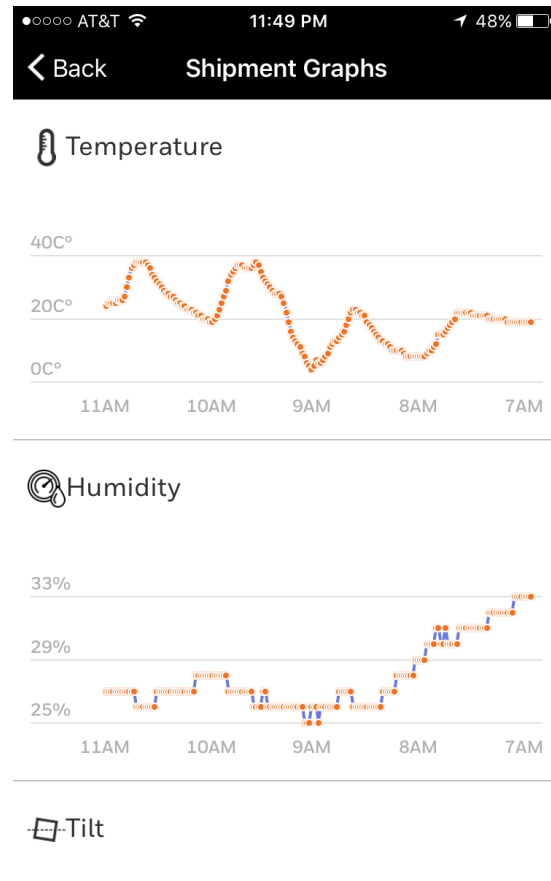 AT&T 11:49 PM 48%
Back Shipment Graphs
Temperature
40C°
20C°
0C°
11AM 10AM 9AM 8AM 7AM
Humidity
33%
29%
25%
11AM 10AM 9AM 8AM 7AM
Tilt